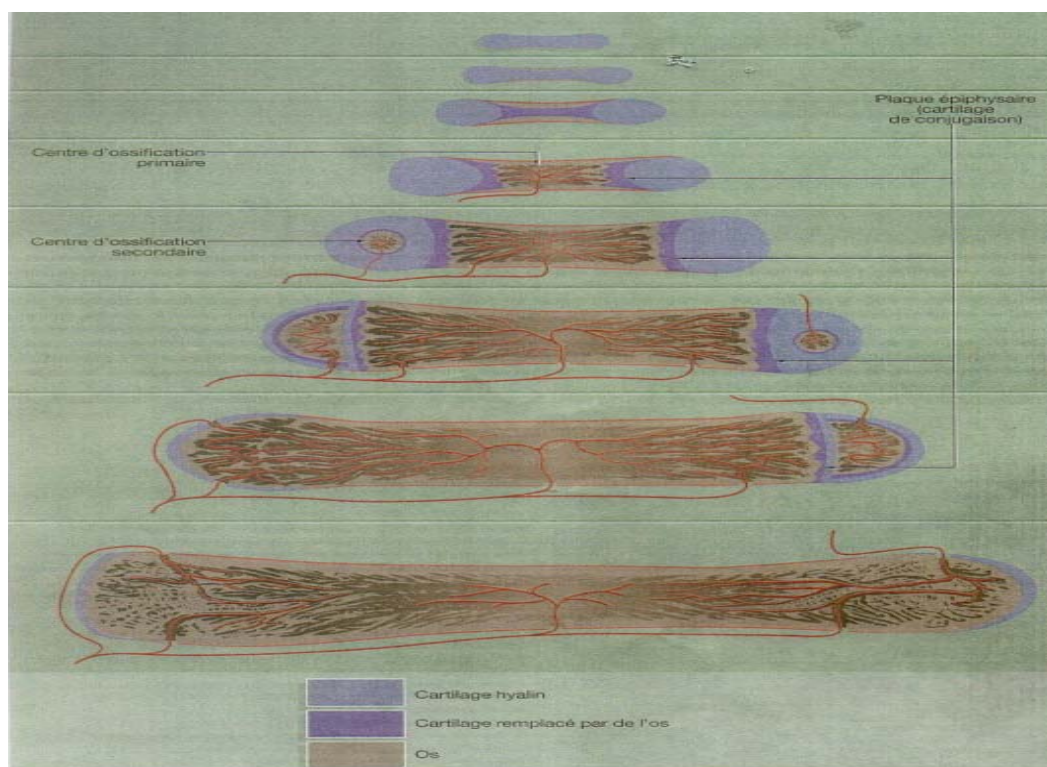 Plaque épiphysaire
(cartilage
de conjugaison)
Centre d'ossification
primaire
Centre d'ossification
secondaire
Cartilage hyalin
Cartilage remplacé par de l'os
Os